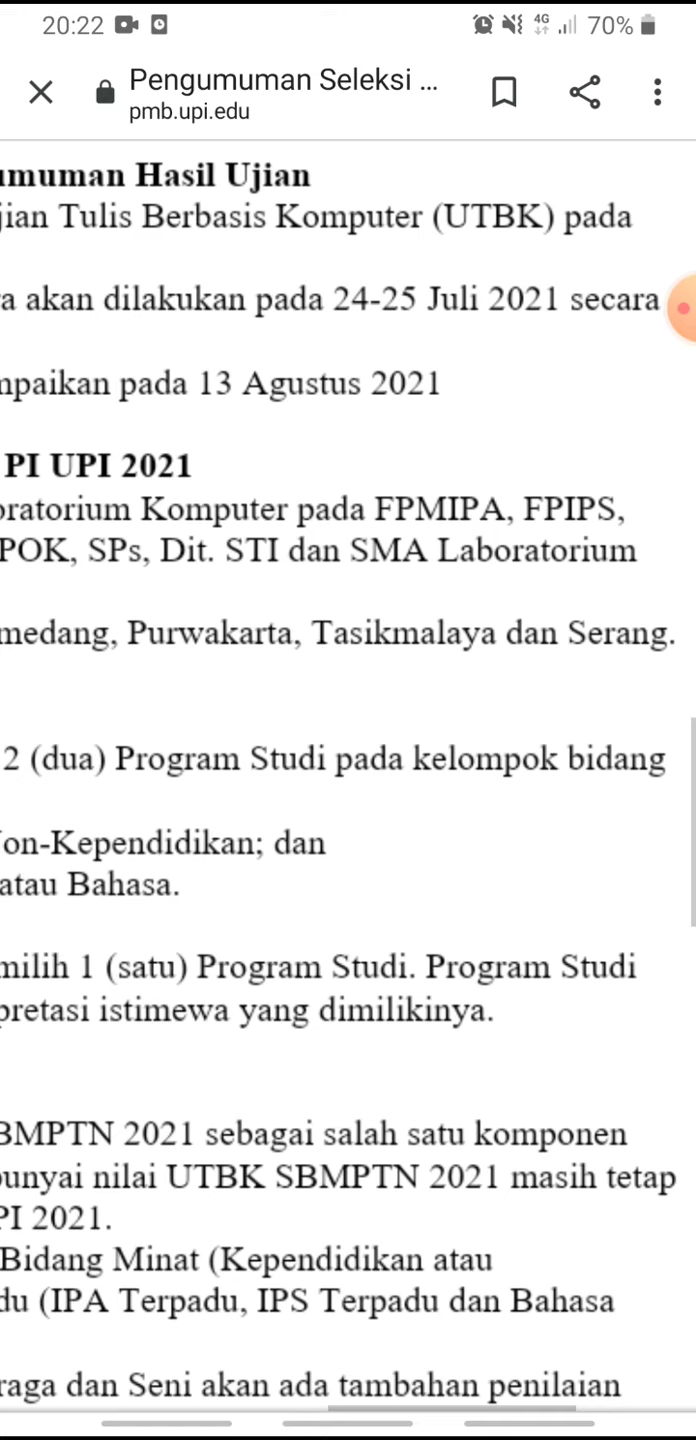 20:22 4G 70%
Pengumuman Seleksi ...
pmb.upi.edu
umuman Hasil Ujian
jian Tulis Berbasis Komputer (UTBK) pada
a akan dilakukan pada 24-25 Juli 2021 secara
mpaikan pada 13 Agustus 2021
PI UPI 2021
oratorium Komputer pada FPMIPA, FPIPS,
POK, SPs, Dit. STI dan SMA Laboratorium
medang, Purwakarta, Tasikmalaya dan Serang.
2 (dua) Program Studi pada kelompok bidang
on-Kependidikan; dan
atau Bahasa.
milih 1 (satu) Program Studi. Program Studi
pretasi istimewa yang dimilikinya.
BMPTN 2021 sebagai salah satu komponen
punyai nilai UTBK SBMPTN 2021 masih tetap
PI 2021.
Bidang Minat (Kependidikan atau
du (IPA Terpadu, IPS Terpadu dan Bahasa
raga dan Seni akan ada tambahan penilaian